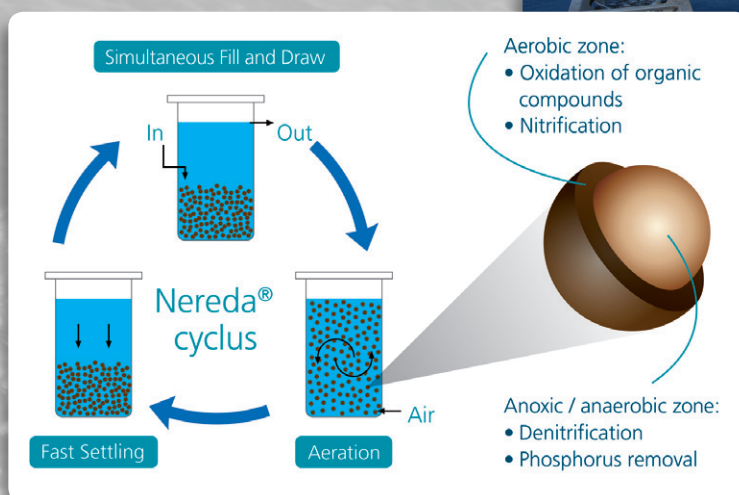 Simultaneous Fill and Draw
In
Out
Nereda®
cyclus
Air
Fast Settling
Aeration
Aerobic zone:
• Oxidation of organic
compounds
• Nitrification
Anoxic / anaerobic zone:
• Denitrification
• Phosphorus removal